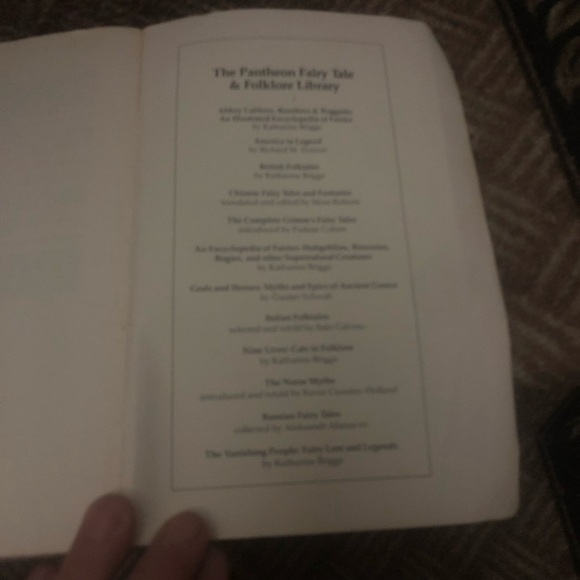 The Pantheon Fairy Tale
& Folklore Library
Abbey Lubbers, Banshees & Boggarts
An Illustrated Encyclopedia of Fairies
by Katharine Briggs
America in Legend
by Richard M. Dorson
British Folktales
by Katharine Briggs
Chinese Fairy Tales and Fantasies
translated and edited by Moss Roberts
The Complete Grimm's Fairy Tales
introduced by Padraic Colum
An Encyclopedia of Fairies: Hobgoblins, Brownies,
Bogies, and other Supernatural Creatures
by Katharine Briggs
Gods and Heroes: Myths and Epics of Ancient Greece
by Gustav Schwab
Italian Folktales
selected and retold by Italo Calvino
Nine Lives: Cats in Folklore
by Katharine Briggs
The Norse Myths
introduced and retold by Kevin Crossley-Holland
Russian Fairy Tales
collected by Aleksandr Afanas'ev
The Vanishing People: Fairy Lore and Legends
by Katharine Briggs